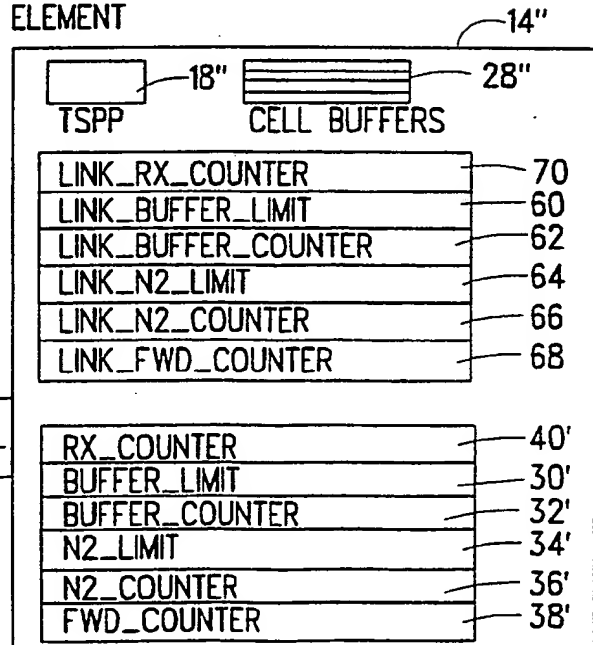 ELEMENT
14"
18"
28"
TSPP
CELL BUFFERS
LINK_RX_COUNTER 70
LINK_BUFFER_LIMIT 60
LINK_BUFFER_COUNTER 62
LINK_N2_LIMIT 64
LINK_N2_COUNTER 66
LINK_FWD_COUNTER 68
RX_COUNTER 40'
BUFFER_LIMIT 30'
BUFFER_COUNTER 32'
N2_LIMIT 34'
N2_COUNTER 36'
FWD_COUNTER 38'